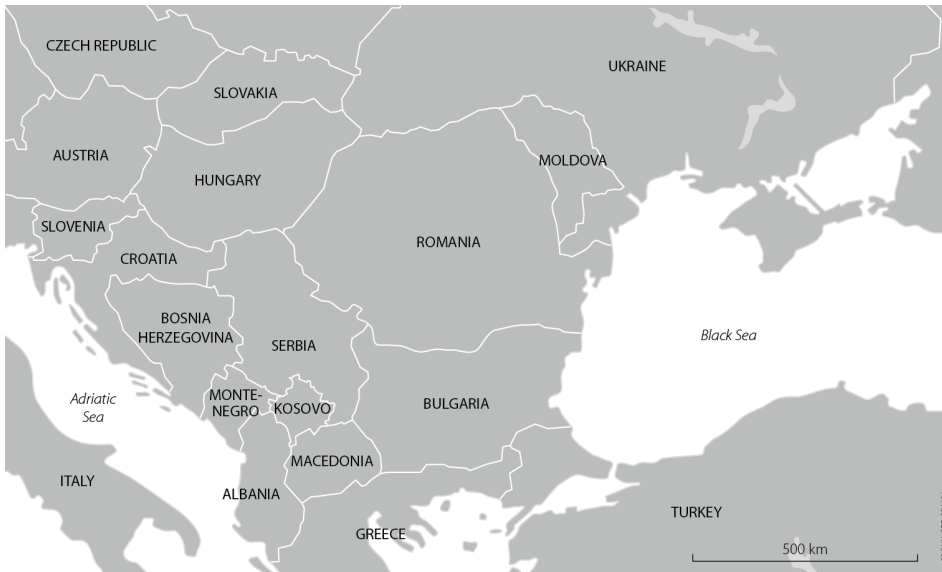 CZECH REPUBLIC
UKRAINE
SLOVAKIA
AUSTRIA
MOLDOVA
HUNGARY
SLOVENIA
ROMANIA
CROATIA
BOSNIA
HERZEGOVINA
SERBIA
Black Sea
Adriatic
Sea
MONTE-
NEGRO
KOSOVO
BULGARIA
MACEDONIA
ITALY
ALBANIA
TURKEY
GREECE
500 km